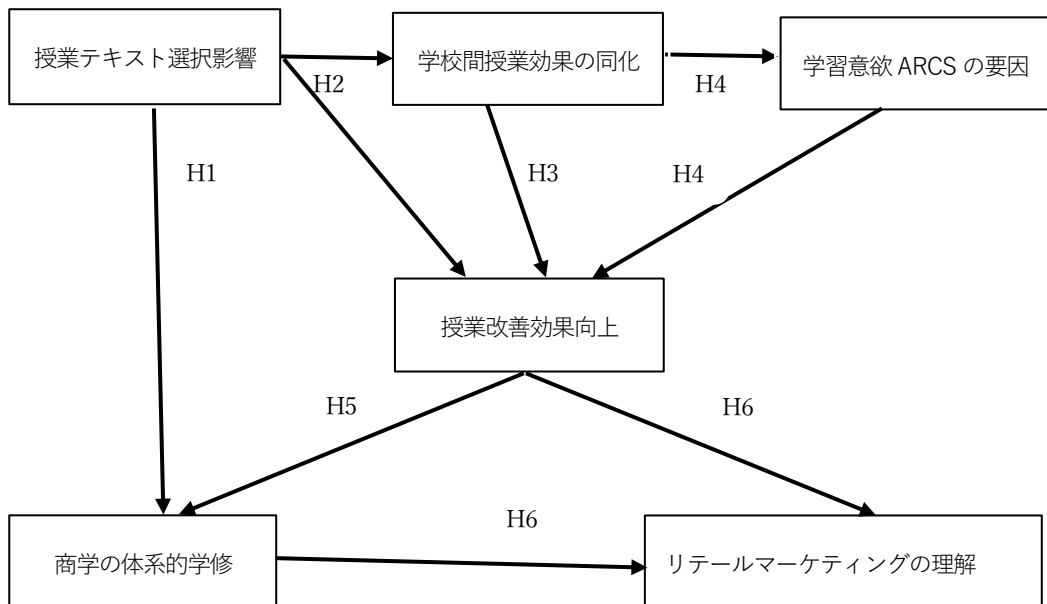 授業テキスト選択影響
学校間授業効果の同化
学習意欲 ARCS の要因
H2
H4
H1
H3
H4
授業改善効果向上
H5
H6
H6
商学の体系的学修
リテールマーケティングの理解